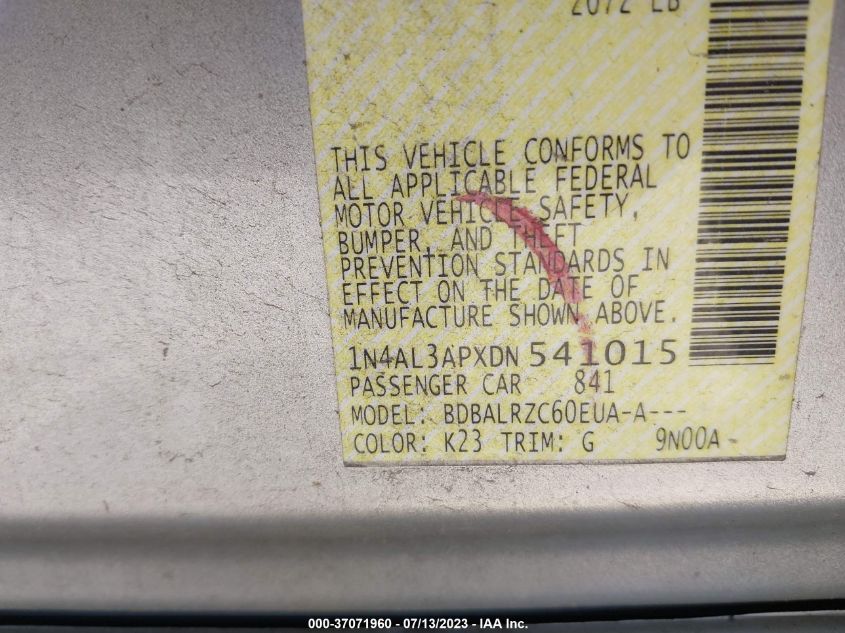 2072 LB
THIS VEHICLE CONFORMS TO
ALL APPLICABLE FEDERAL
MOTOR VEHICLE SAFETY,
BUMPER, AND THEFT
PREVENTION STANDARDS IN
EFFECT ON THE DATE OF
MANUFACTURE SHOWN ABOVE.
1N4AL3APXDN 541015
PASSENGER CAR 841
MODEL: BDBALRZC60EUA-A---
COLOR: K23 TRIM: G 9N00A-
000-37071960 - 07/13/2023 - IAA Inc.